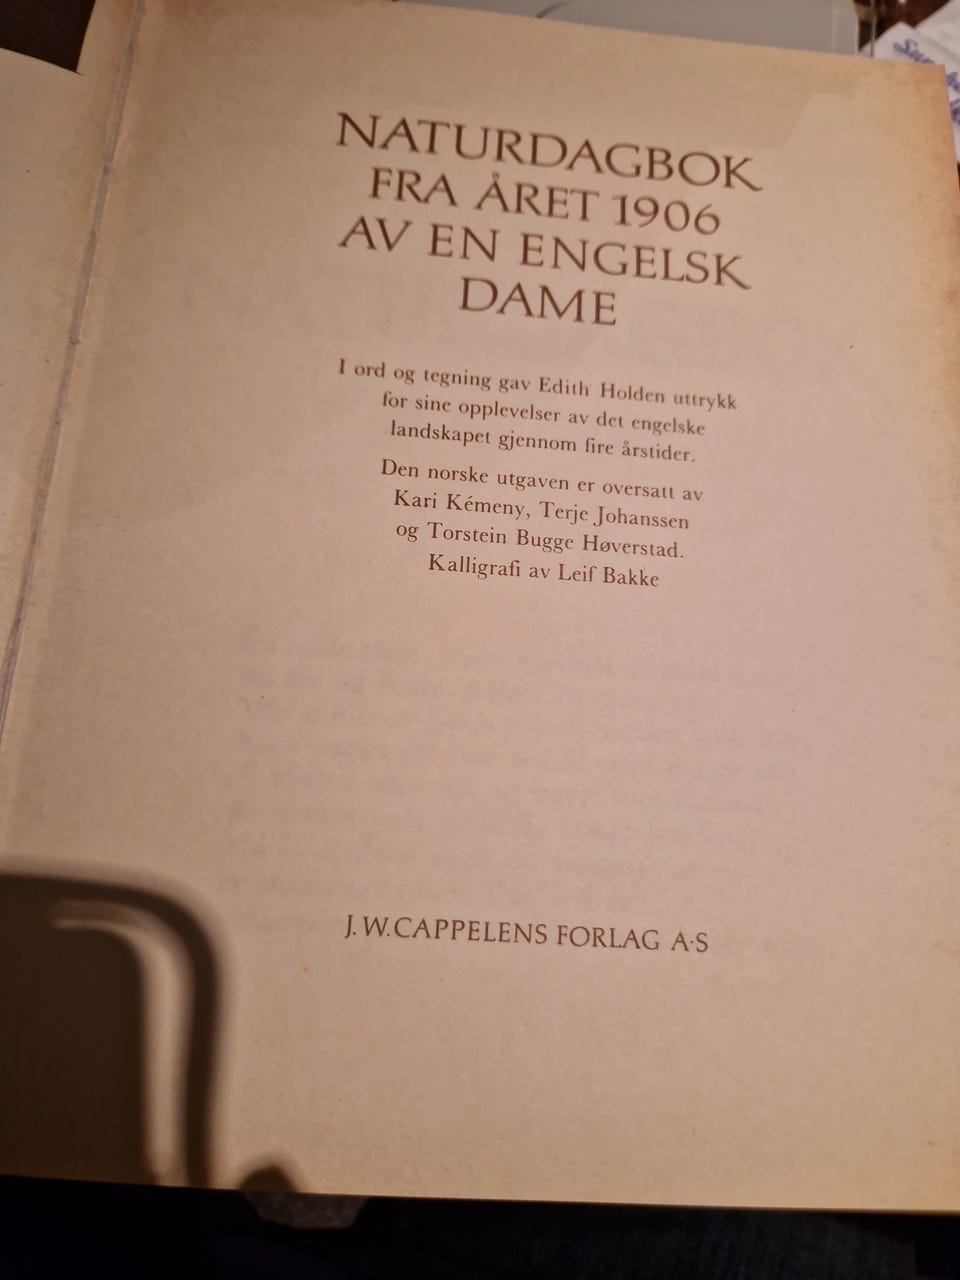 NATURDAGBOK
FRA ÅRET 1906
AV EN ENGELSK
DAME
I ord og tegning gav Edith Holden uttrykk
for sine opplevelser av det engelske
landskapet gjennom fire årstider.
Den norske utgaven er oversatt av
Kari Kémeny, Terje Johanssen
og Torstein Bugge Høverstad.
Kalligrafi av Leif Bakke
J. W. CAPPELENS FORLAG A·S